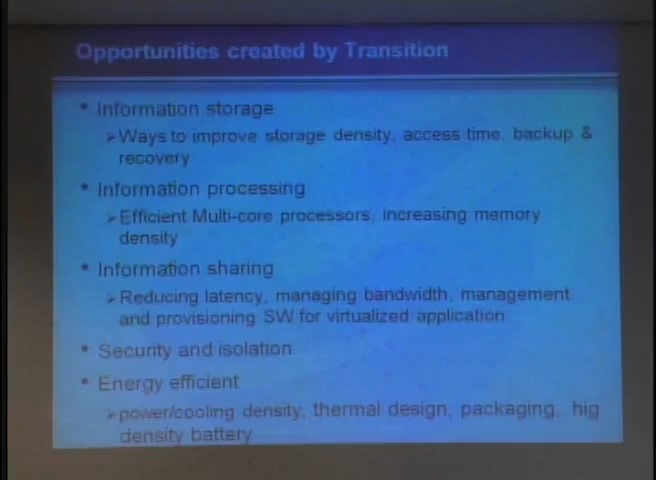 Opportunities created by Transition
• Information storage
➢Ways to improve storage density, access time, backup &
recovery
• Information processing
➢Efficient Multi-core processors, increasing memory
density
• Information sharing
➢Reducing latency, managing bandwidth, management
and provisioning SW for virtualized application
• Security and isolation
• Energy efficient
➢power/cooling density, thermal design, packaging, hig
density battery